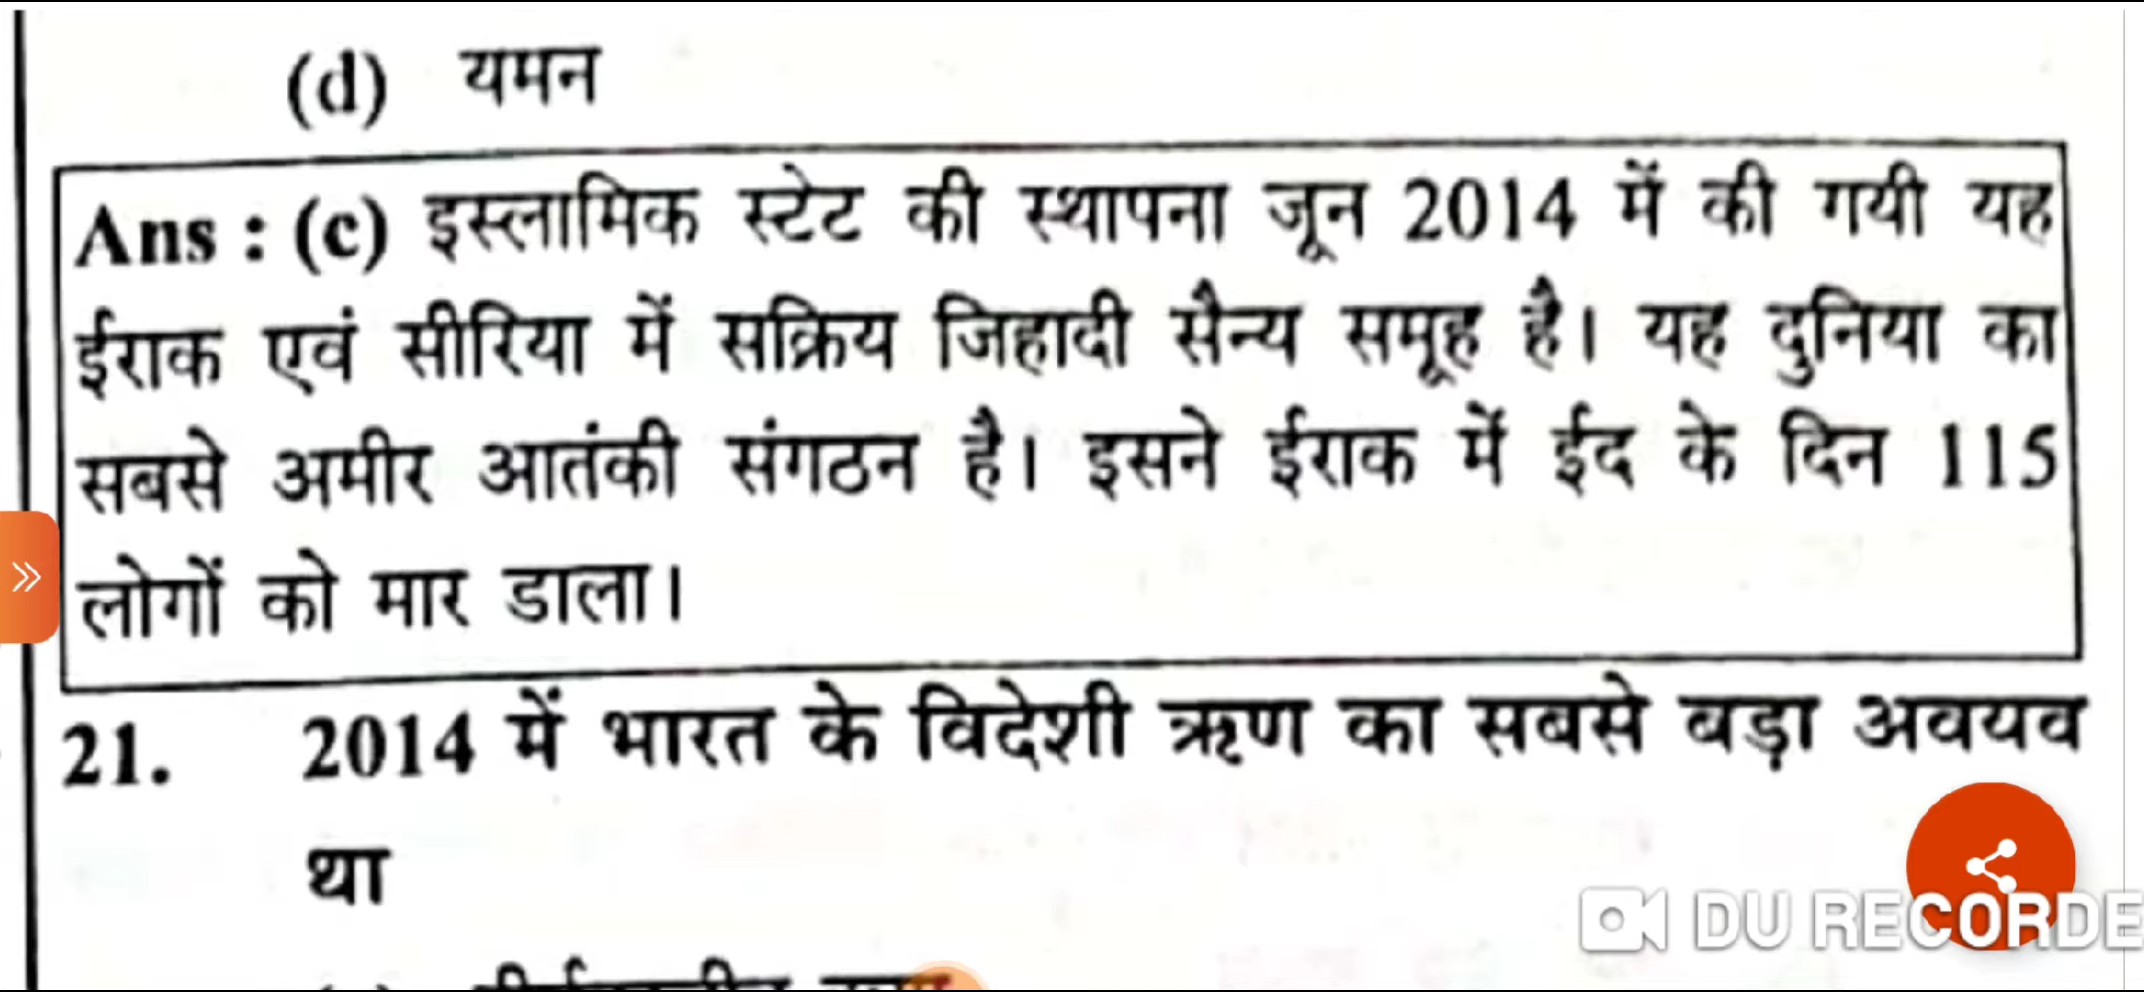 (d) यमन
Ans : (c) इस्लामिक स्टेट की स्थापना जून 2014 में की गयी यह
ईराक एवं सीरिया में सक्रिय जिहादी सैन्य समूह है। यह दुनिया का
सबसे अमीर आतंकी संगठन है। इसने ईराक में ईद के दिन 115
लोगों को मार डाला।
21. 2014 में भारत के विदेशी ऋण का सबसे बड़ा अवयव
था
DU RECORDE